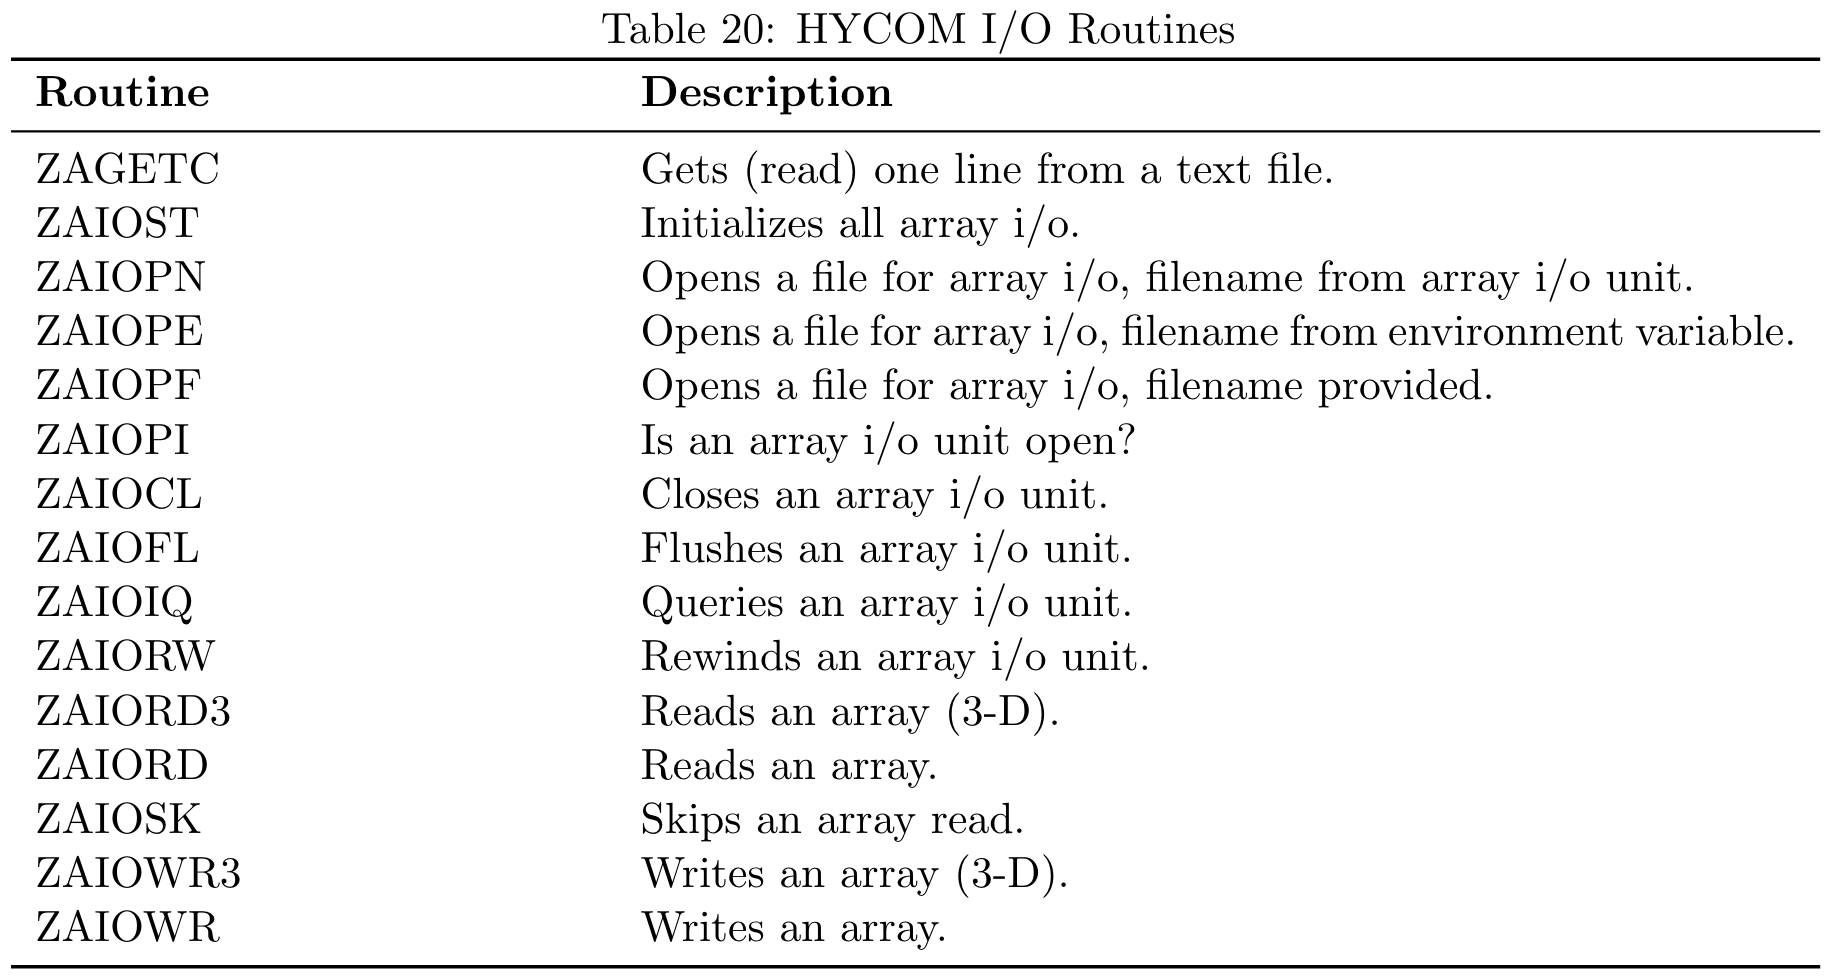 Table 20: HYCOM I/O Routines
Routine Description
ZAGETC Gets (read) one line from a text file.
ZAIOST Initializes all array i/o.
ZAIOPN Opens a file for array i/o, filename from array i/o unit.
ZAIOPE Opens a file for array i/o, filename from environment variable.
ZAIOPF Opens a file for array i/o, filename provided.
ZAIOPI Is an array i/o unit open?
ZAIOCL Closes an array i/o unit.
ZAIOFL Flushes an array i/o unit.
ZAIOIQ Queries an array i/o unit.
ZAIORW Rewinds an array i/o unit.
ZAIORD3 Reads an array (3-D).
ZAIORD Reads an array.
ZAIOSK Skips an array read.
ZAIOWR3 Writes an array (3-D).
ZAIOWR Writes an array.